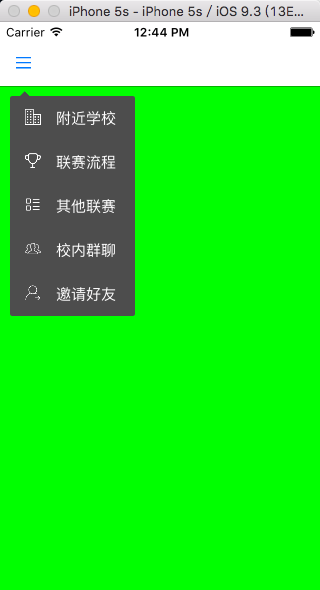 iPhone 5s - iPhone 5s / iOS 9.3 (13E...
Carrier 12:44 PM
附近学校
联赛流程
其他联赛
校内群聊
邀请好友